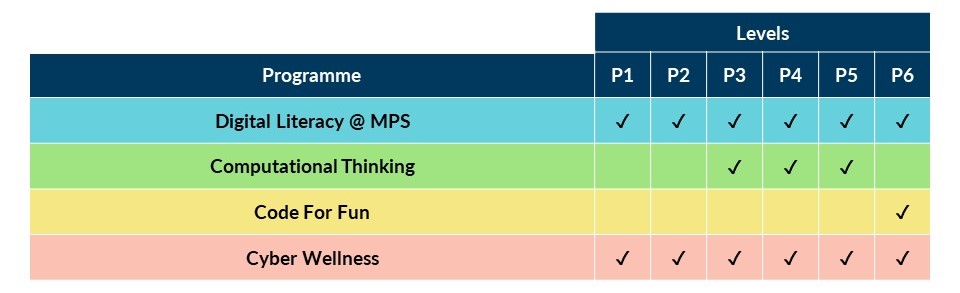 Levels
Programme P1 P2 P3 P4 P5 P6
Digital Literacy @ MPS ✓ ✓ ✓ ✓ ✓ ✓
Computational Thinking ✓ ✓ ✓
Code For Fun ✓
Cyber Wellness ✓ ✓ ✓ ✓ ✓ ✓